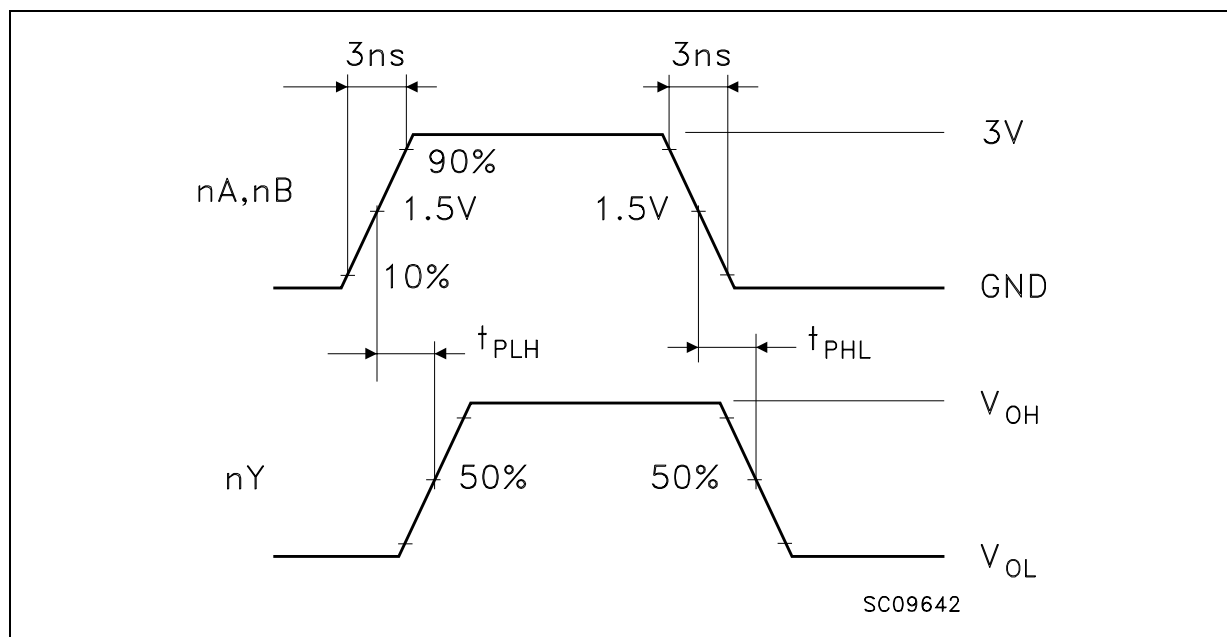 3ns 3ns
3V
90%
nA,nB 1.5V 1.5V
10%
GND
tPLH tPHL
VOH
nY 50% 50%
VOL
SC09642